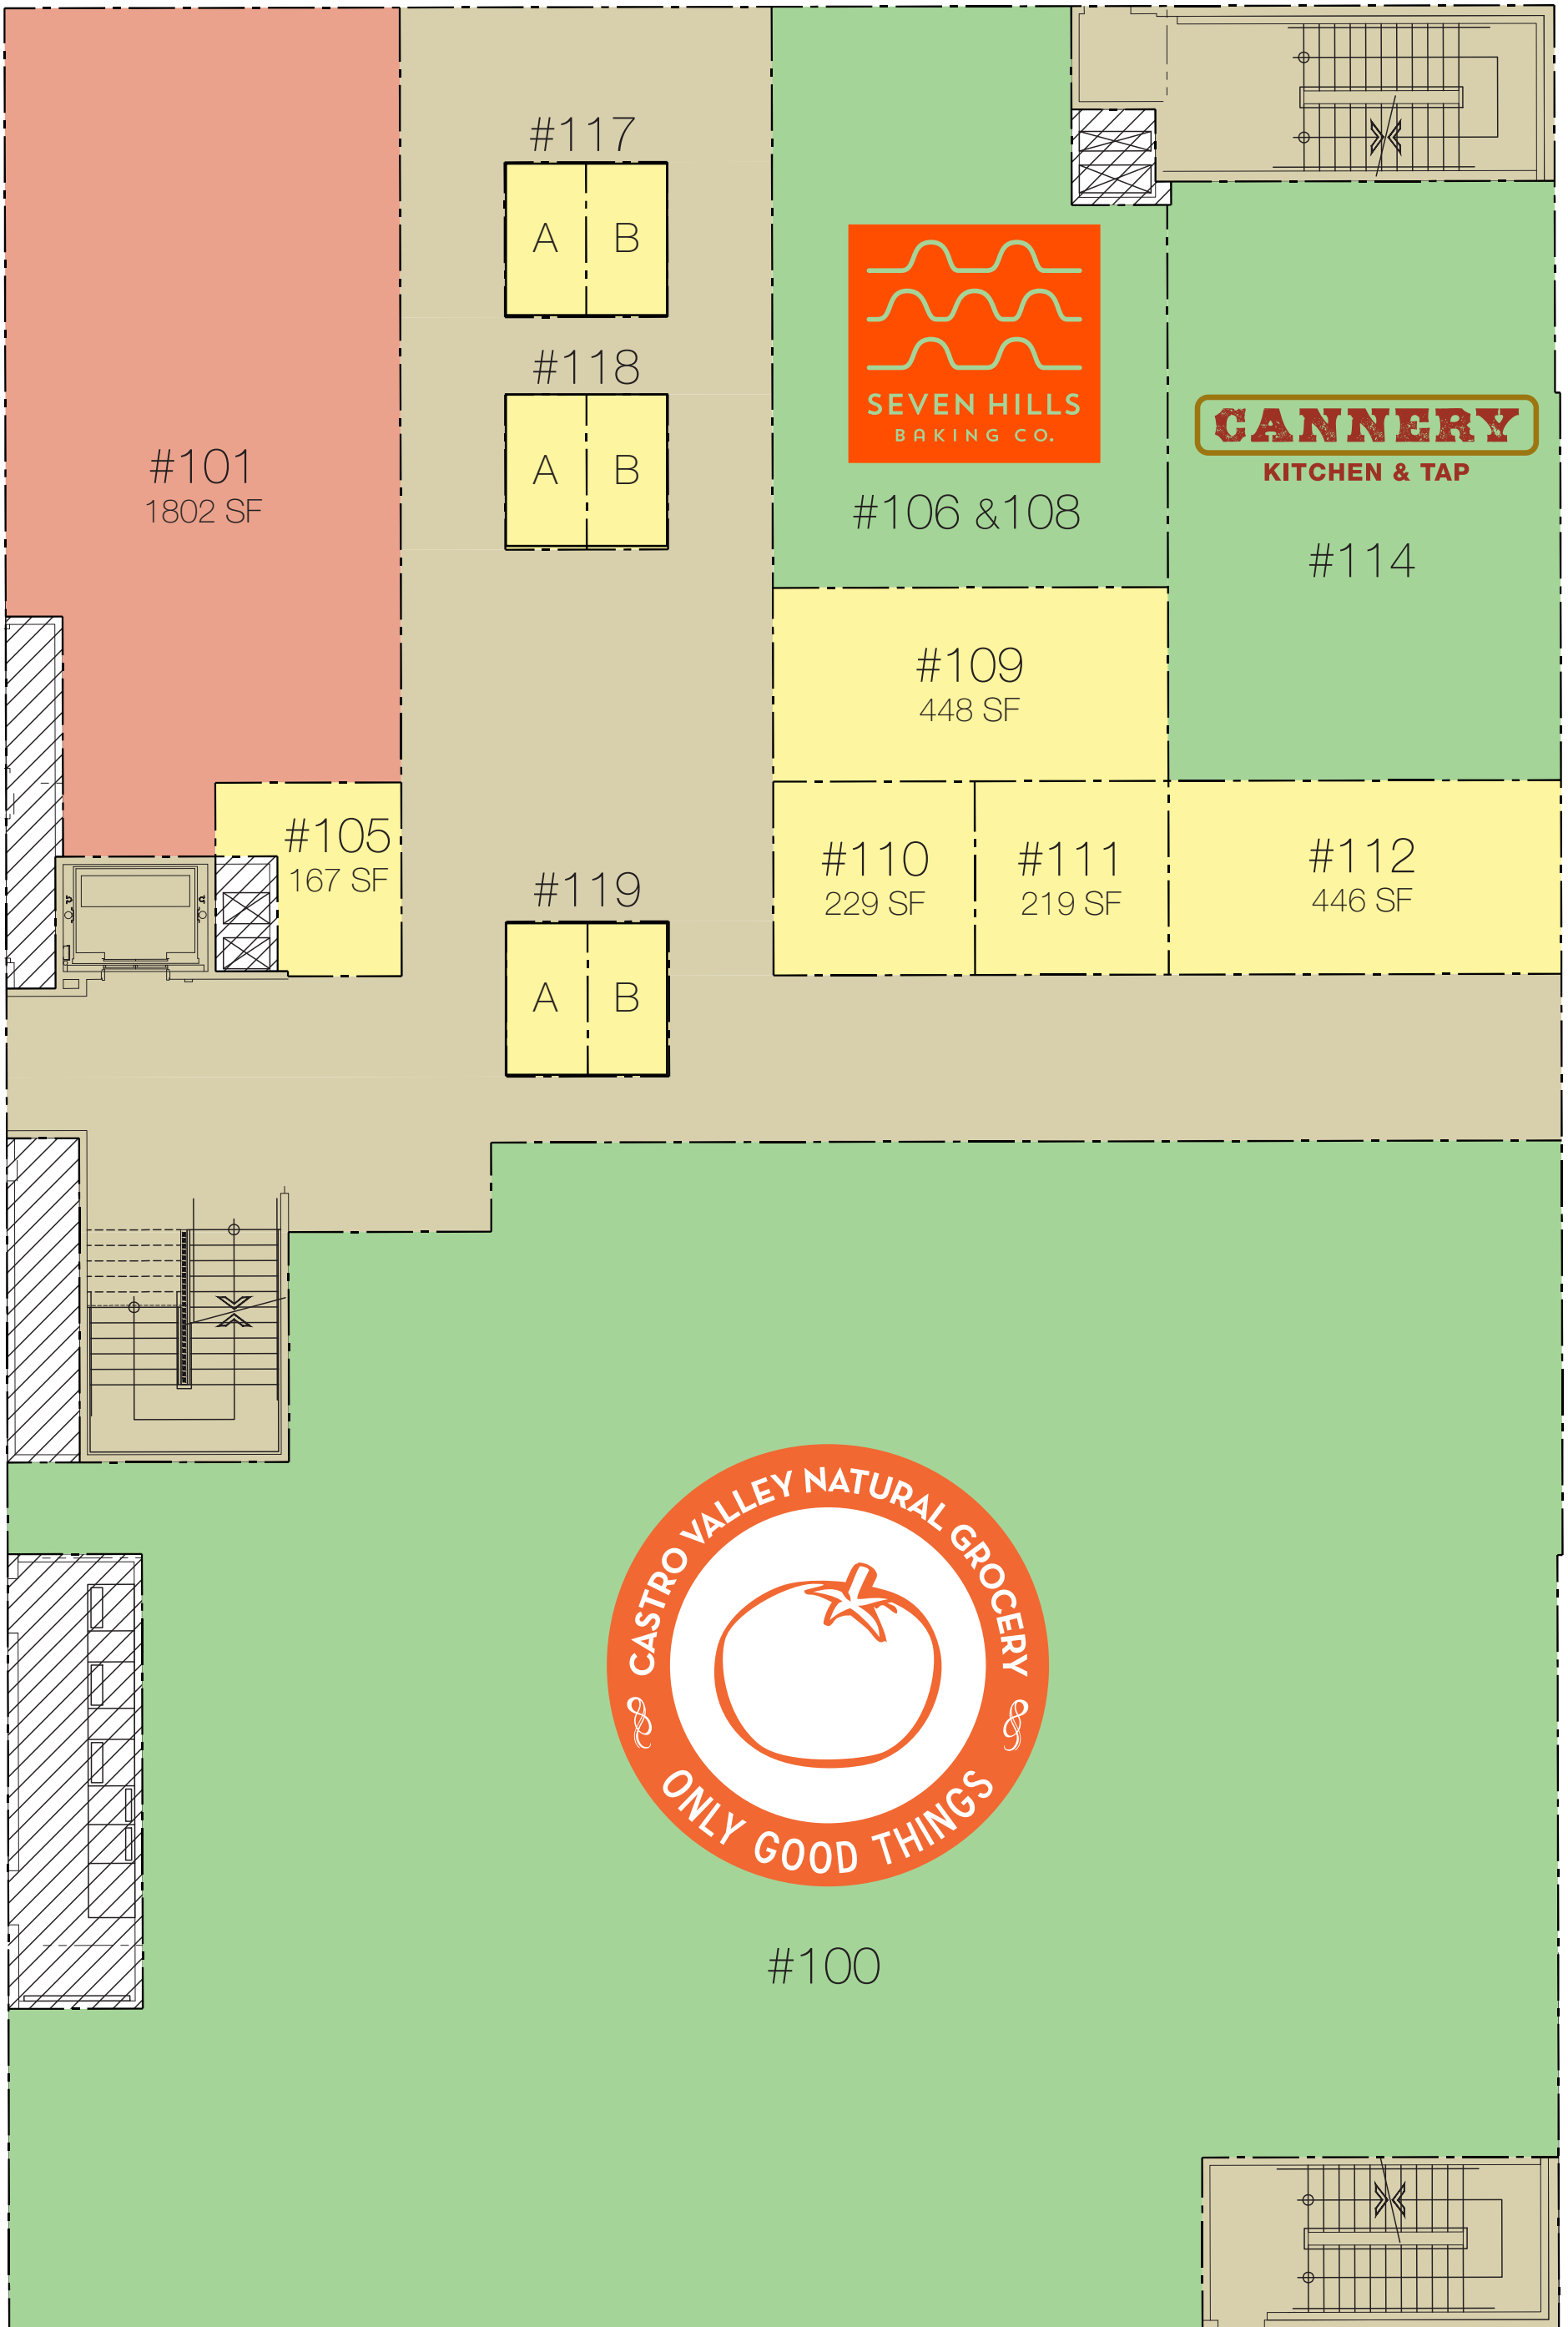 #117
A B
#118
A B
#101
1802 SF
SEVEN HILLS
BAKING CO.
#106 &108
CANNERY
KITCHEN & TAP
#114
#109
448 SF
#105
167 SF
#110
229 SF
#111
219 SF
#112
446 SF
#119
A B
CASTRO VALLEY NATURAL GROCERY
ONLY GOOD THINGS
#100